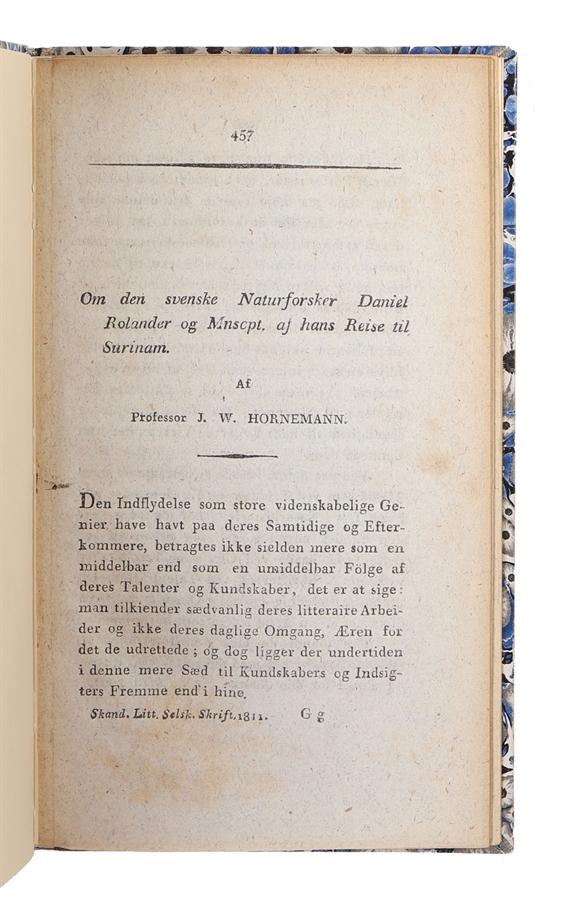 457
Om den svenske Naturforsker Daniel
Rolander og Mnscpt. af hans Reise til
Surinam.
Af
Professor J. W. HORNEMANN.
Den Indflydelse som store videnskabelige Ge-
nier have havt paa deres Samtidige og Efter-
kommere, betragtes ikke sielden mere som en
middelbar end som en umiddelbar Fölge af
deres Talenter og Kundskaber, det er at sige:
man tilkiender sædvanlig deres litteraire Arbei-
der og ikke deres daglige Omgang, Æren for
det de udrettede; og dog ligger der undertiden
i denne mere Sæd til Kundskabers og Indsig-
ters Fremme end i hine.
Skand. Litt. Selsk. Skrift. 1811. G g